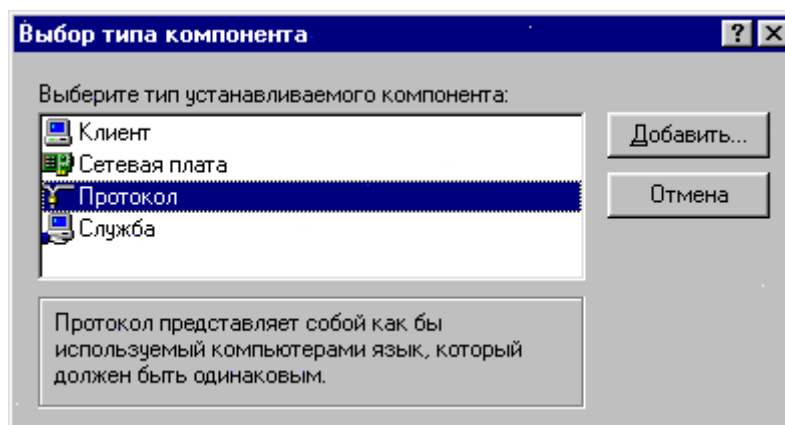 Выбор типа компонента
Выберите тип устанавливаемого компонента:
Клиент
Сетевая плата
Протокол
Служба
Добавить...
Отмена
Протокол представляет собой как бы
используемый компьютерами язык, который
должен быть одинаковым.